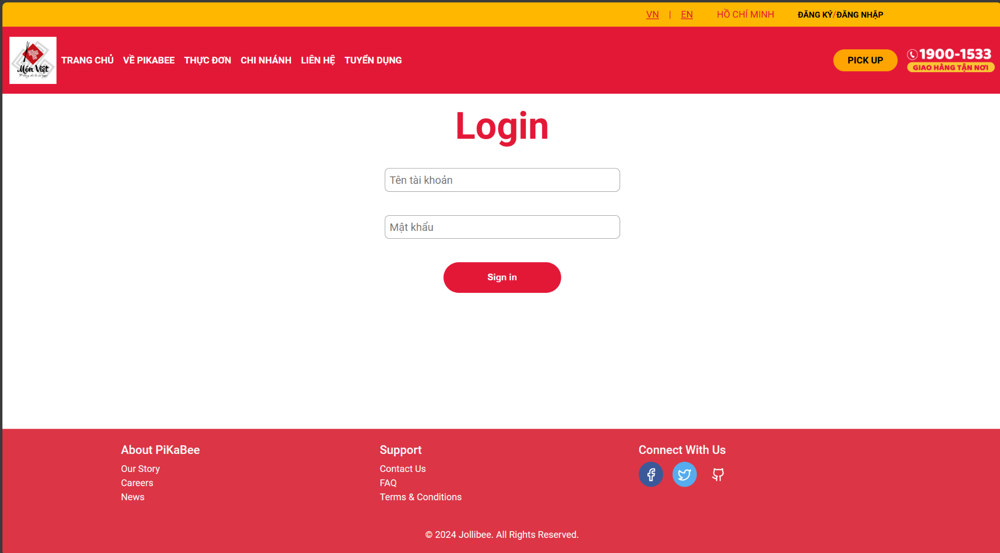 VN | EN HỒ CHÍ MINH ĐĂNG KÝ/ĐĂNG NHẬP
Món Việt
TRANG CHỦ VỀ PIKABEE THỰC ĐƠN CHI NHÁNH LIÊN HỆ TUYỂN DỤNG
PICK UP
1900-1533
GIAO HÀNG TẬN NƠI
Login
Tên tài khoản
Mật khẩu
Sign in
About PiKaBee
Our Story
Careers
News
Support
Contact Us
FAQ
Terms & Conditions
Connect With Us
© 2024 Jollibee. All Rights Reserved.